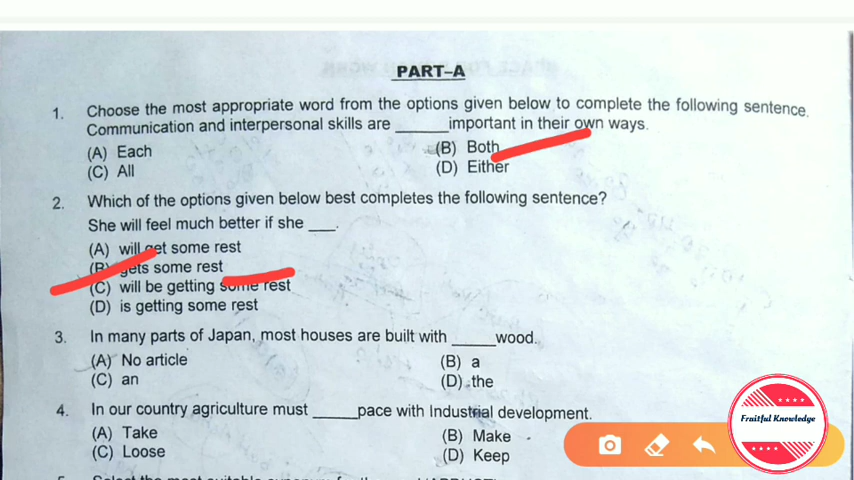 PART–A
1. Choose the most appropriate word from the options given below to complete the following sentence.
Communication and interpersonal skills are ______important in their own ways.
(A) Each (B) Both
(C) All (D) Either
2. Which of the options given below best completes the following sentence?
She will feel much better if she ___.
(A) will get some rest
(B) gets some rest
(C) will be getting some rest
(D) is getting some rest
3. In many parts of Japan, most houses are built with _____wood.
(A) No article (B) a
(C) an (D) the
4. In our country agriculture must _____pace with Industrial development.
(A) Take (B) Make
(C) Loose (D) Keep
Fruitful Knowledge